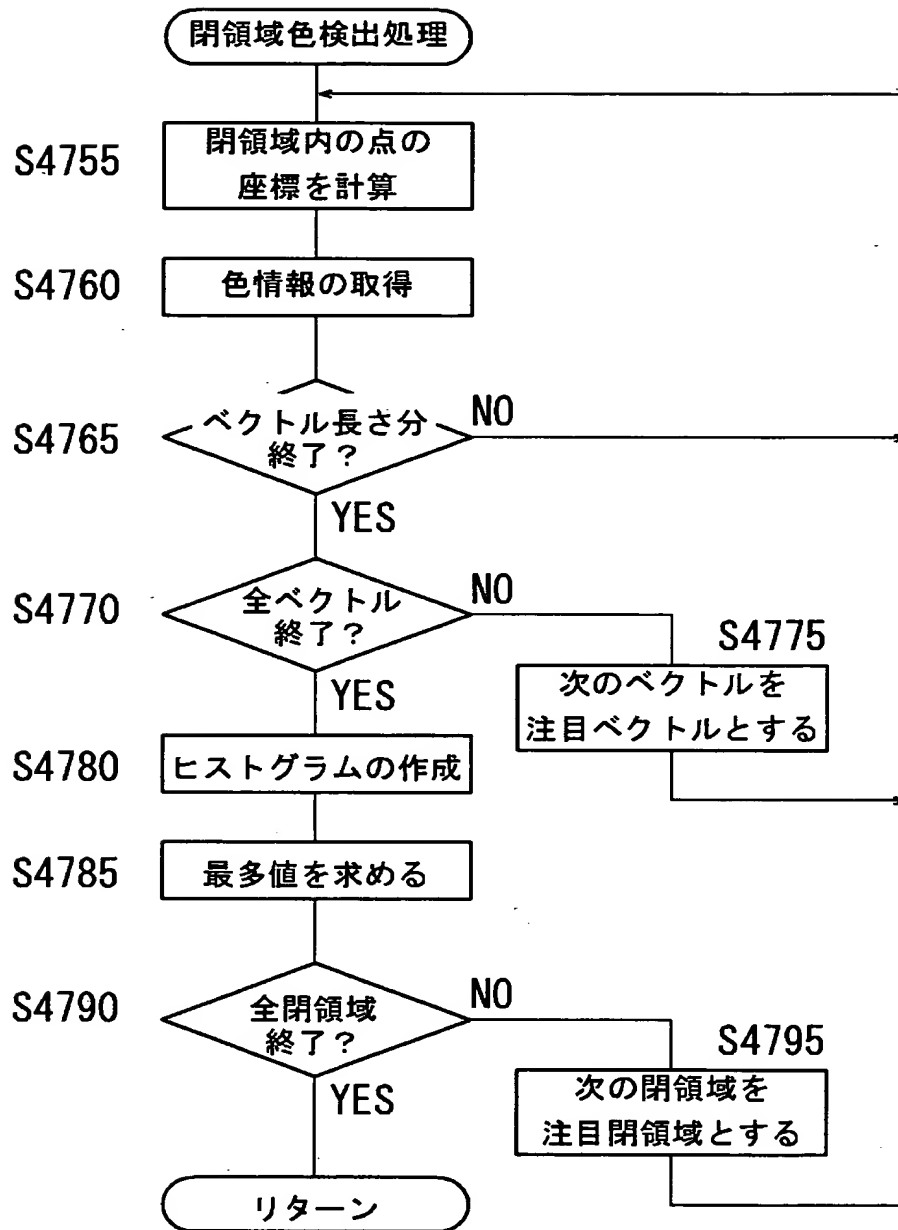 閉領域色検出処理
S4755
閉領域内の点の
座標を計算
S4760
色情報の取得
S4765
ベクトル長さ分
終了？
NO
YES
S4770
全ベクトル
終了？
NO
S4775
次のベクトルを
注目ベクトルとする
YES
S4780
ヒストグラムの作成
S4785
最多値を求める
S4790
全閉領域
終了？
NO
S4795
次の閉領域を
注目閉領域とする
YES
リターン